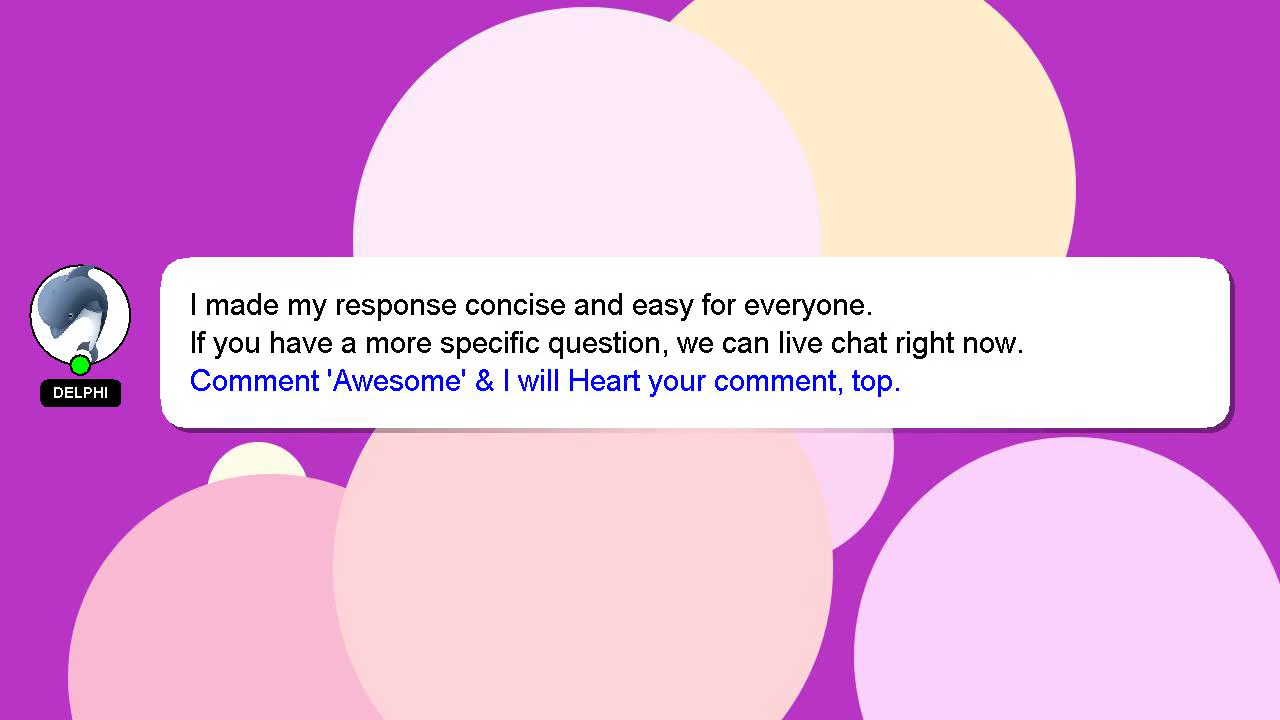 I made my response concise and easy for everyone.
If you have a more specific question, we can live chat right now.
Comment 'Awesome' & I will Heart your comment, top.
DELPHI